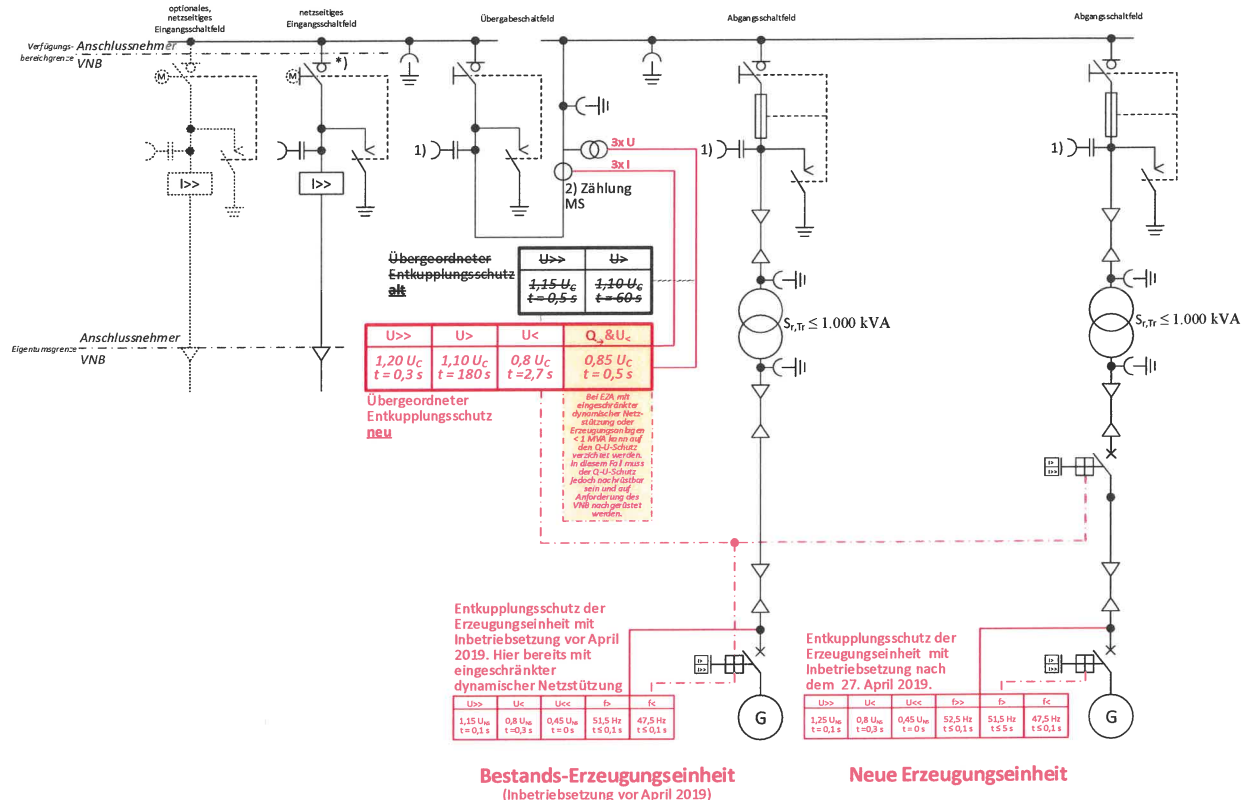 optionales,
netzseitiges
Eingangsschaltfeld
netzseitiges
Eingangsschaltfeld
Übergabeschaltfeld
Abgangsschaltfeld
Abgangsschaltfeld
Verfügungs-
bereichgrenze
Anschlussnehmer
VNB
M
M
*)
1)
1)
1)
I>>
I>>
3x U
3x I
2) Zählung
MS
Übergeordneter
Entkupplungsschutz
alt
U>> U>
1,15 Uc 1,10 Uc
t = 0,5 s t = 60 s
Sr,Tr ≤ 1.000 kVA
Sr,Tr ≤ 1.000 kVA
Anschlussnehmer
Eigentumsgrenze
VNB
U>> U> U< Q→&U<
1,20 UC 1,10 UC 0,8 UC 0,85 UC
t = 0,3 s t = 180 s t =2,7 s t = 0,5 s
Übergeordneter
Entkupplungsschutz
neu
Bei EZA mit
eingeschränkter
dynamischer Netz-
stützung oder
Erzeugungsanlagen
< 1 MVA kann auf
den Q-U-Schutz
verzichtet werden.
In diesem Fall muss
der Q-U-Schutz
jedoch nachrüstbar
sein und auf
Anforderung des
VNB nachgerüstet
werden.
Entkupplungsschutz der
Erzeugungseinheit mit
Inbetriebsetzung vor April
2019. Hier bereits mit
eingeschränkter
dynamischer Netzstützung
U>> U< U<< f> f<
1,15 UNS 0,8 UNS 0,45 UNS 51,5 Hz 47,5 Hz
t = 0,1 s t =0,3 s t = 0 s t ≤ 0,1 s t ≤ 0,1 s
G
Entkupplungsschutz der
Erzeugungseinheit mit
Inbetriebsetzung nach
dem 27. April 2019.
U>> U< U<< f>> f> f<
1,25 UNS 0,8 UNS 0,45 UNS 52,5 Hz 51,5 Hz 47,5 Hz
t = 0,1 s t =0,3 s t = 0 s t ≤ 0,1 s t ≤ 5 s t ≤ 0,1 s
G
Bestands-Erzeugungseinheit
(Inbetriebsetzung vor April 2019)
Neue Erzeugungseinheit